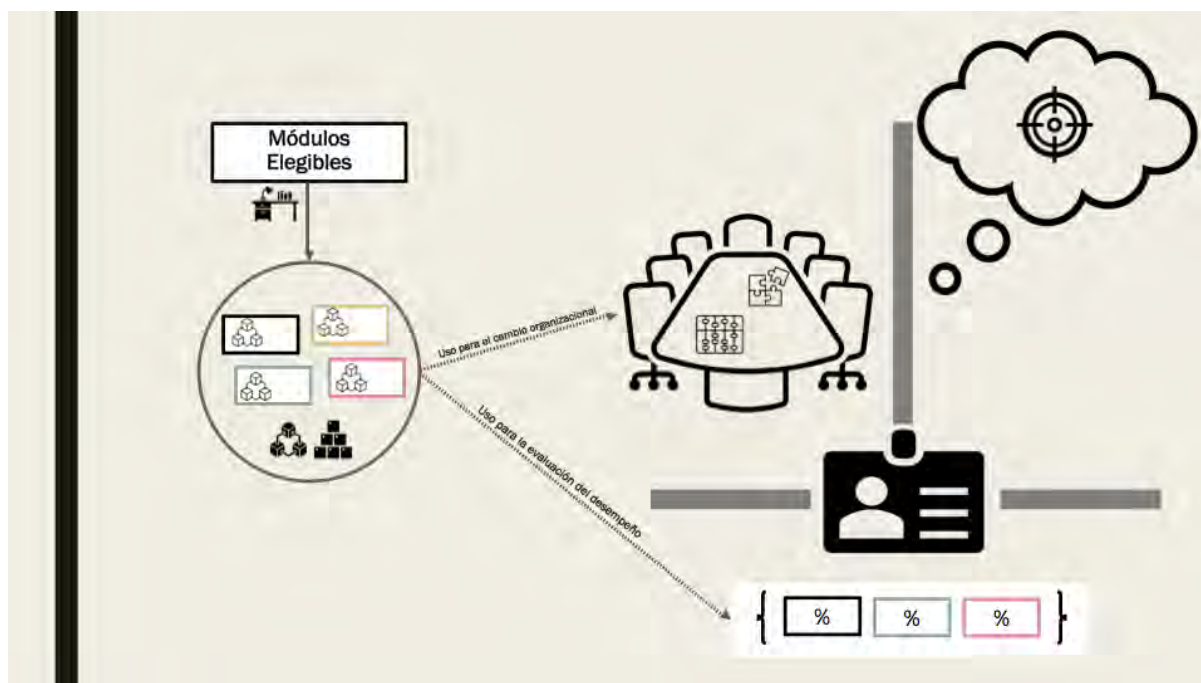 Módulos
Elegibles
Uso para el cambio organizacional
Uso para la evaluación del desempeño
{ % % % }